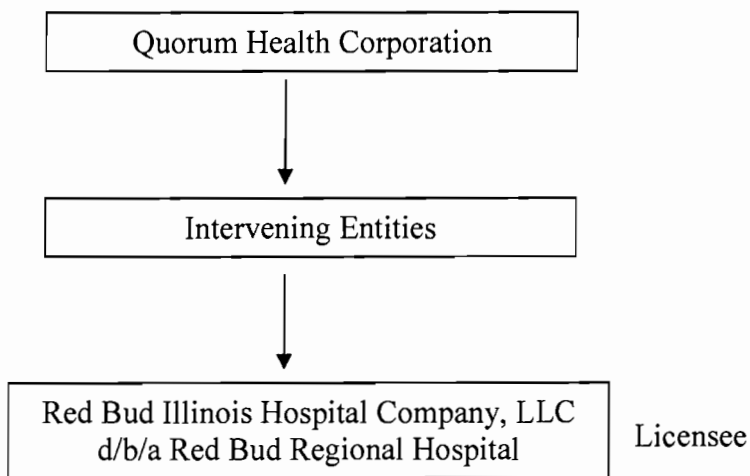 Quorum Health Corporation
Intervening Entities
Red Bud Illinois Hospital Company, LLC
d/b/a Red Bud Regional Hospital
Licensee